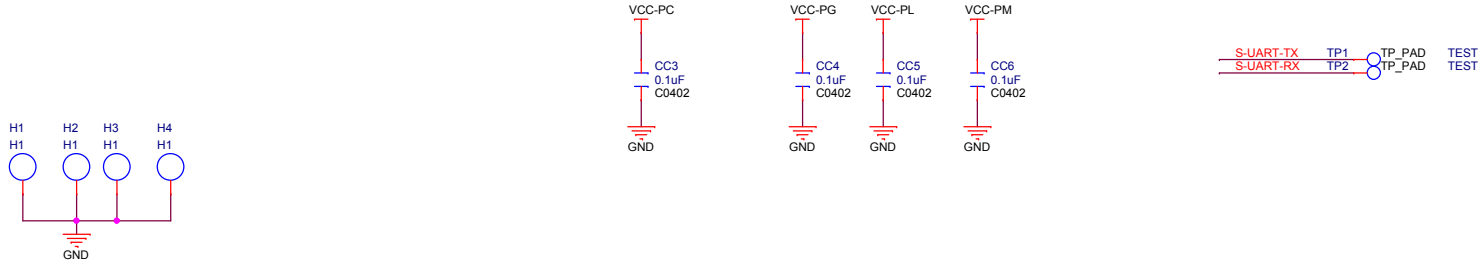 VCC-PC VCC-PG VCC-PL VCC-PM
S-UART-TX TP1 TP_PAD TEST
S-UART-RX TP2 TP_PAD TEST
CC3 CC4 CC5 CC6
0.1uF 0.1uF 0.1uF 0.1uF
C0402 C0402 C0402 C0402
GND GND GND GND
H1 H2 H3 H4
H1 H1 H1 H1
GND